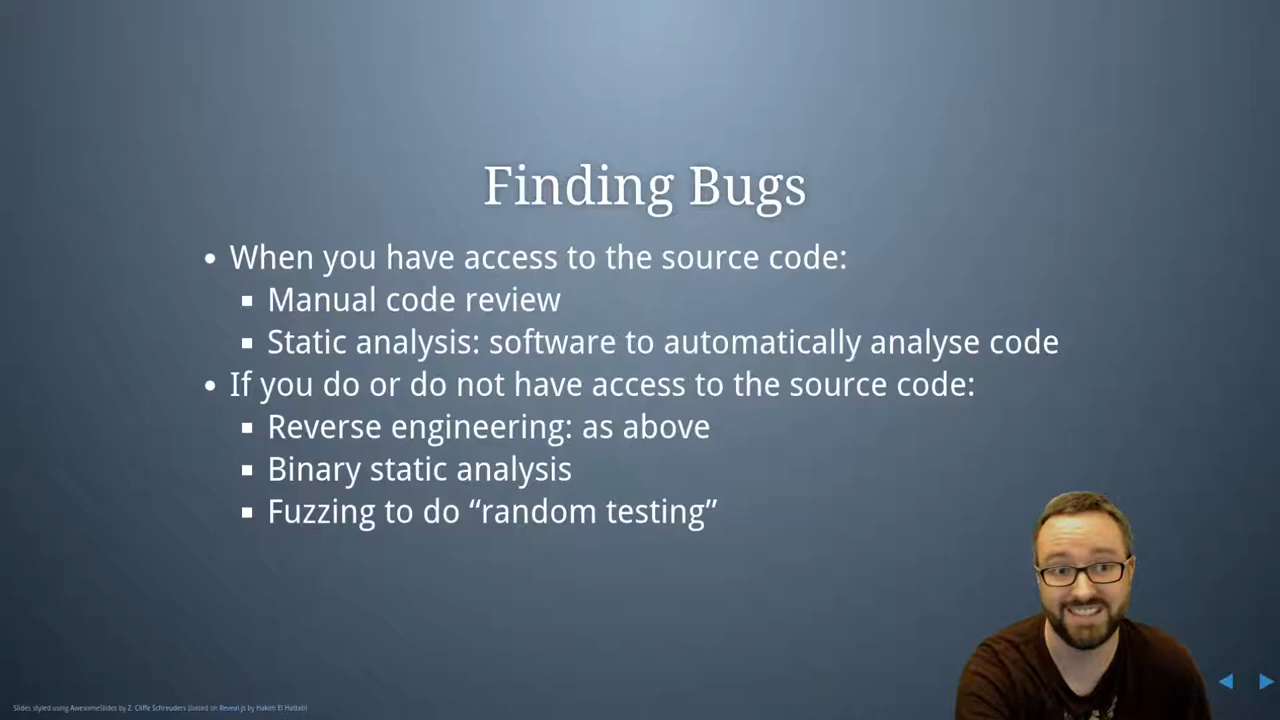 Finding Bugs
• When you have access to the source code:
▪ Manual code review
▪ Static analysis: software to automatically analyse code
• If you do or do not have access to the source code:
▪ Reverse engineering: as above
▪ Binary static analysis
▪ Fuzzing to do “random testing”
Slides styled using AwesomeSlides by Z. Cliffe Schreuders (based on Reveal.js by Hakim El Hattab)